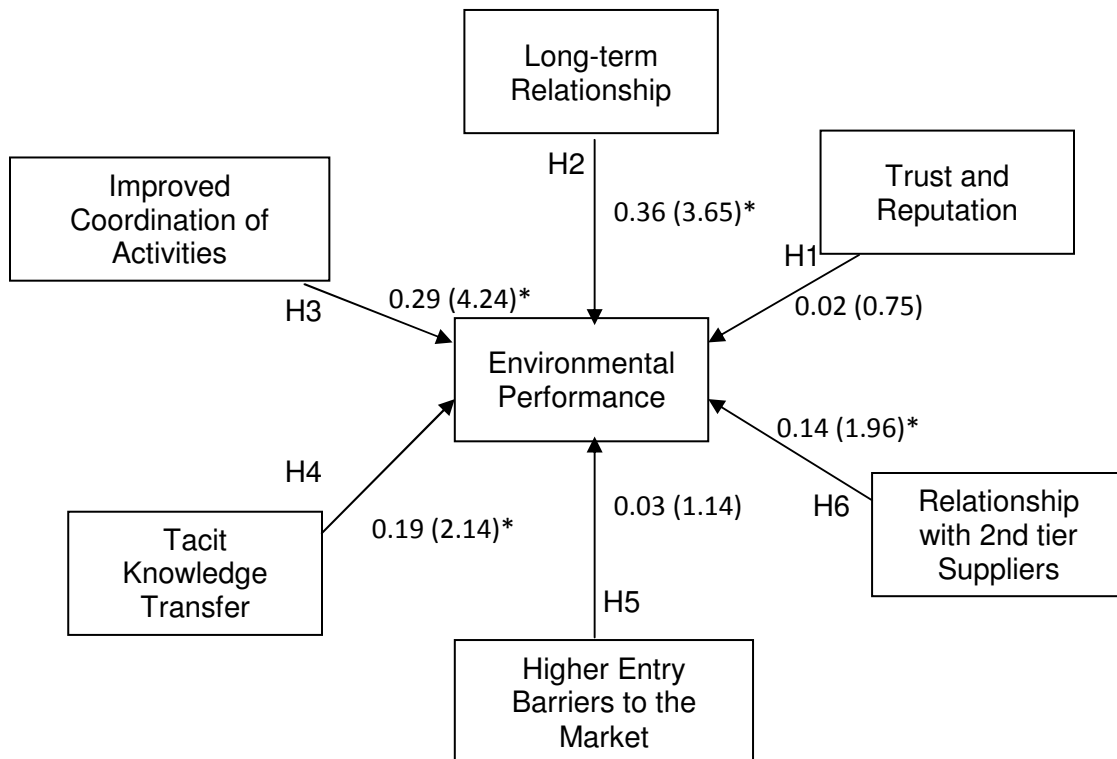 Long-term
Relationship
H2
0.36 (3.65)*
Trust and
Reputation
H1
0.02 (0.75)
Improved
Coordination of
Activities
H3
0.29 (4.24)*
Environmental
Performance
H4
0.19 (2.14)*
Tacit
Knowledge
Transfer
0.03 (1.14)
H5
Higher Entry
Barriers to the
Market
0.14 (1.96)*
H6
Relationship
with 2nd tier
Suppliers